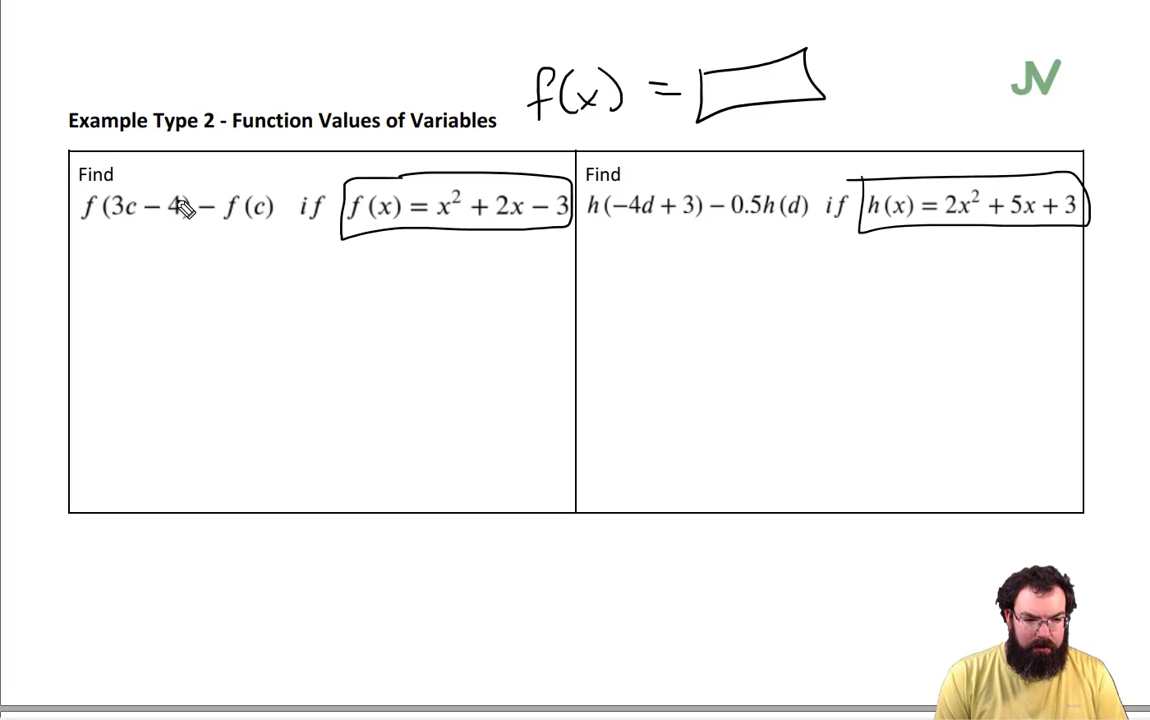 f(x) =
JV
Example Type 2 - Function Values of Variables
Find
f (3c − 4) − f (c) if f (x) = x² + 2x − 3
Find
h (−4d + 3) − 0.5h (d) if h (x) = 2x² + 5x + 3